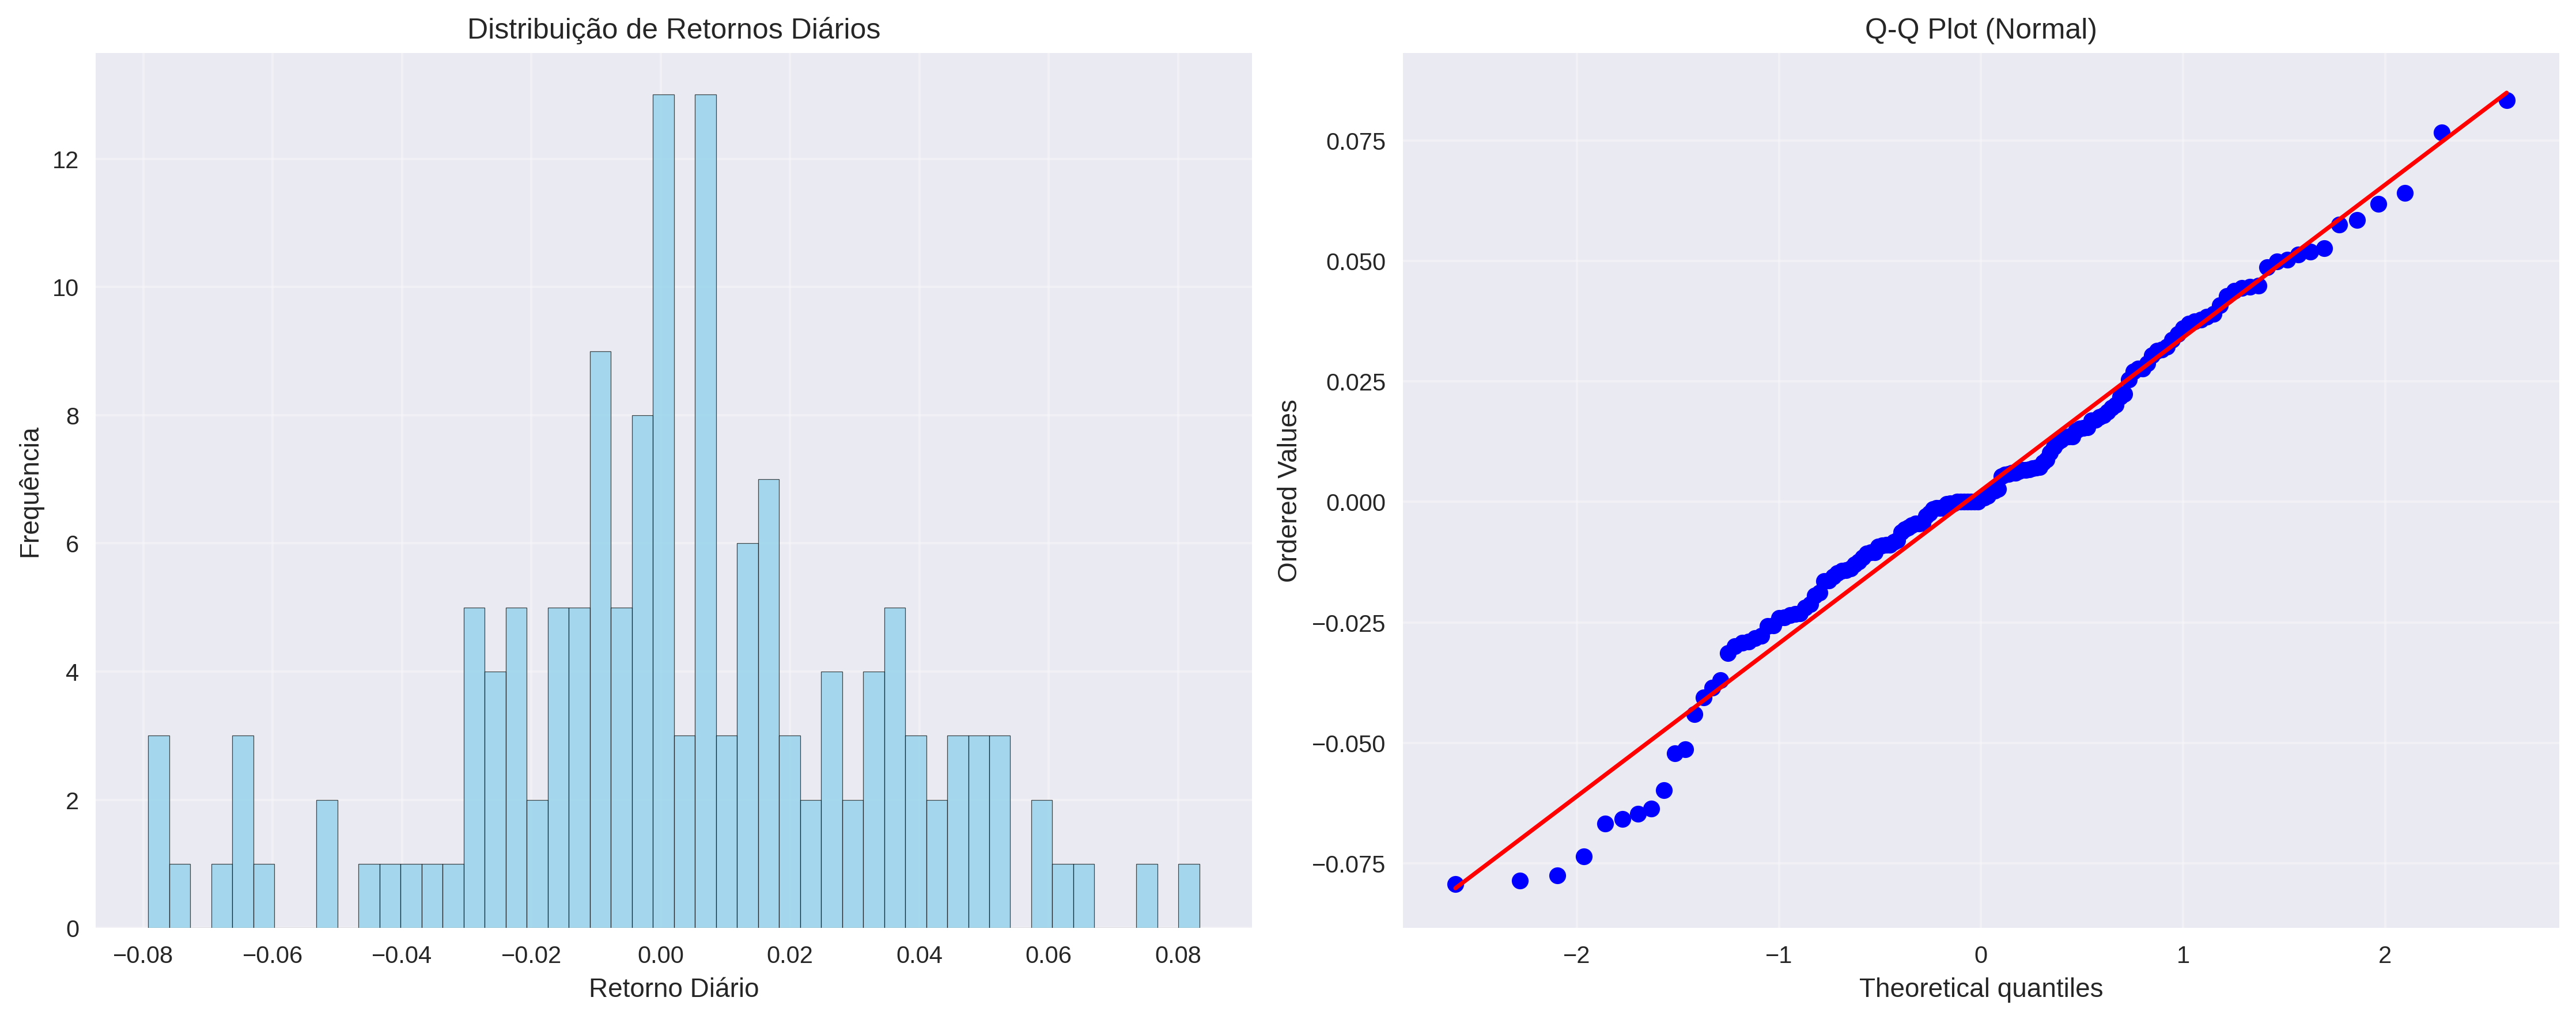 Distribuição de Retornos Diários
Frequência
12
10
8
6
4
2
0
−0.08 −0.06 −0.04 −0.02 0.00 0.02 0.04 0.06 0.08
Retorno Diário
Q-Q Plot (Normal)
Ordered Values
0.075
0.050
0.025
0.000
−0.025
−0.050
−0.075
−2 −1 0 1 2
Theoretical quantiles